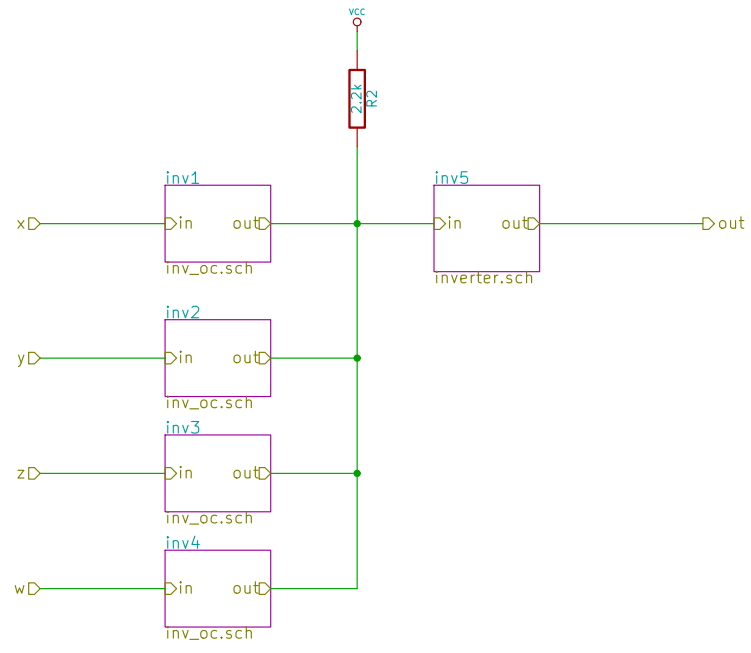 vcc
2.2k
R2
inv1
inv5
x in out in out out
inv_oc.sch
inverter.sch
inv2
y in out
inv_oc.sch
inv3
z in out
inv_oc.sch
inv4
w in out
inv_oc.sch